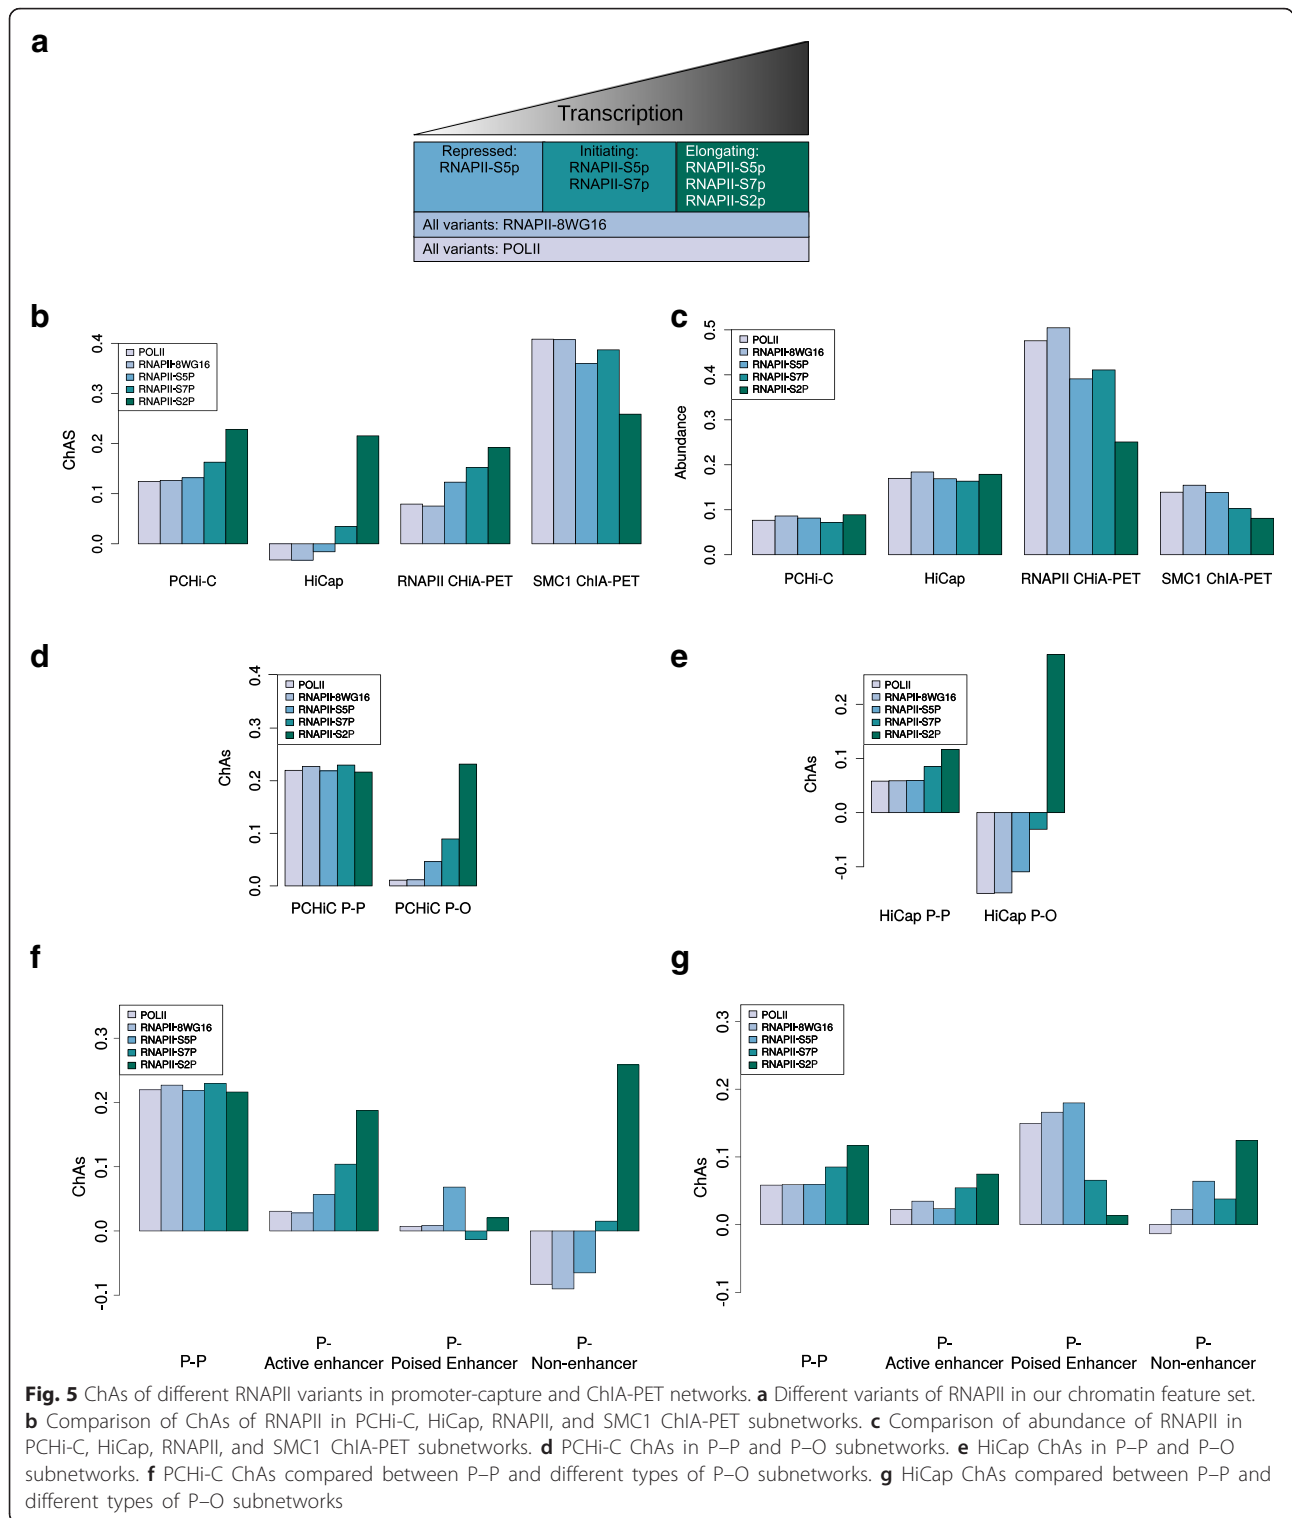 a
Transcription
Repressed:
RNAPII-S5p
Initiating:
RNAPII-S5p
RNAPII-S7p
Elongating:
RNAPII-S5p
RNAPII-S7p
RNAPII-S2p
All variants: RNAPII-8WG16
All variants: POLII
b
ChAS
0.4
0.3
0.2
0.1
0.0
POLII
RNAPII-8WG16
RNAPII-S5P
RNAPII-S7P
RNAPII-S2P
PCHi-C
HiCap
RNAPII CHiA-PET
SMC1 ChIA-PET
c
Abundance
0.5
0.4
0.3
0.2
0.1
0.0
POLII
RNAPII-8WG16
RNAPII-S5P
RNAPII-S7P
RNAPII-S2P
PCHi-C
HiCap
RNAPII CHiA-PET
SMC1 ChIA-PET
d
ChAs
0.4
0.3
0.2
0.1
0.0
POLII
RNAPII-8WG16
RNAPII-S5P
RNAPII-S7P
RNAPII-S2P
PCHiC P-P
PCHiC P-O
e
ChAs
0.2
0.1
0.0
-0.1
POLII
RNAPII-8WG16
RNAPII-S5P
RNAPII-S7P
RNAPII-S2P
HiCap P-P
HiCap P-O
f
ChAs
0.3
0.2
0.1
0.0
-0.1
POLII
RNAPII-8WG16
RNAPII-S5P
RNAPII-S7P
RNAPII-S2P
P-P
P-
Active enhancer
P-
Poised Enhancer
P-
Non-enhancer
g
ChAs
0.3
0.2
0.1
0.0
-0.1
POLII
RNAPII-8WG16
RNAPII-S5P
RNAPII-S7P
RNAPII-S2P
P-P
P-
Active enhancer
P-
Poised Enhancer
P-
Non-enhancer
Fig. 5 ChAs of different RNAPII variants in promoter-capture and ChIA-PET networks. a Different variants of RNAPII in our chromatin feature set.
b Comparison of ChAs of RNAPII in PCHi-C, HiCap, RNAPII, and SMC1 ChIA-PET subnetworks. c Comparison of abundance of RNAPII in
PCHi-C, HiCap, RNAPII, and SMC1 ChIA-PET subnetworks. d PCHi-C ChAs in P–P and P–O subnetworks. e HiCap ChAs in P–P and P–O
subnetworks. f PCHi-C ChAs compared between P–P and different types of P–O subnetworks. g HiCap ChAs compared between P–P and
different types of P–O subnetworks